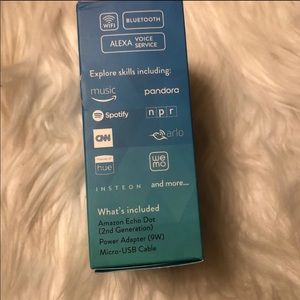 WiFi
BLUETOOTH
ALEXA VOICE SERVICE
Explore skills including:
music pandora
Spotify npr
CNN arlo
hue wemo
INSTEON and more...
What's included
Amazon Echo Dot
(2nd Generation)
Power Adapter (9W)
Micro-USB Cable